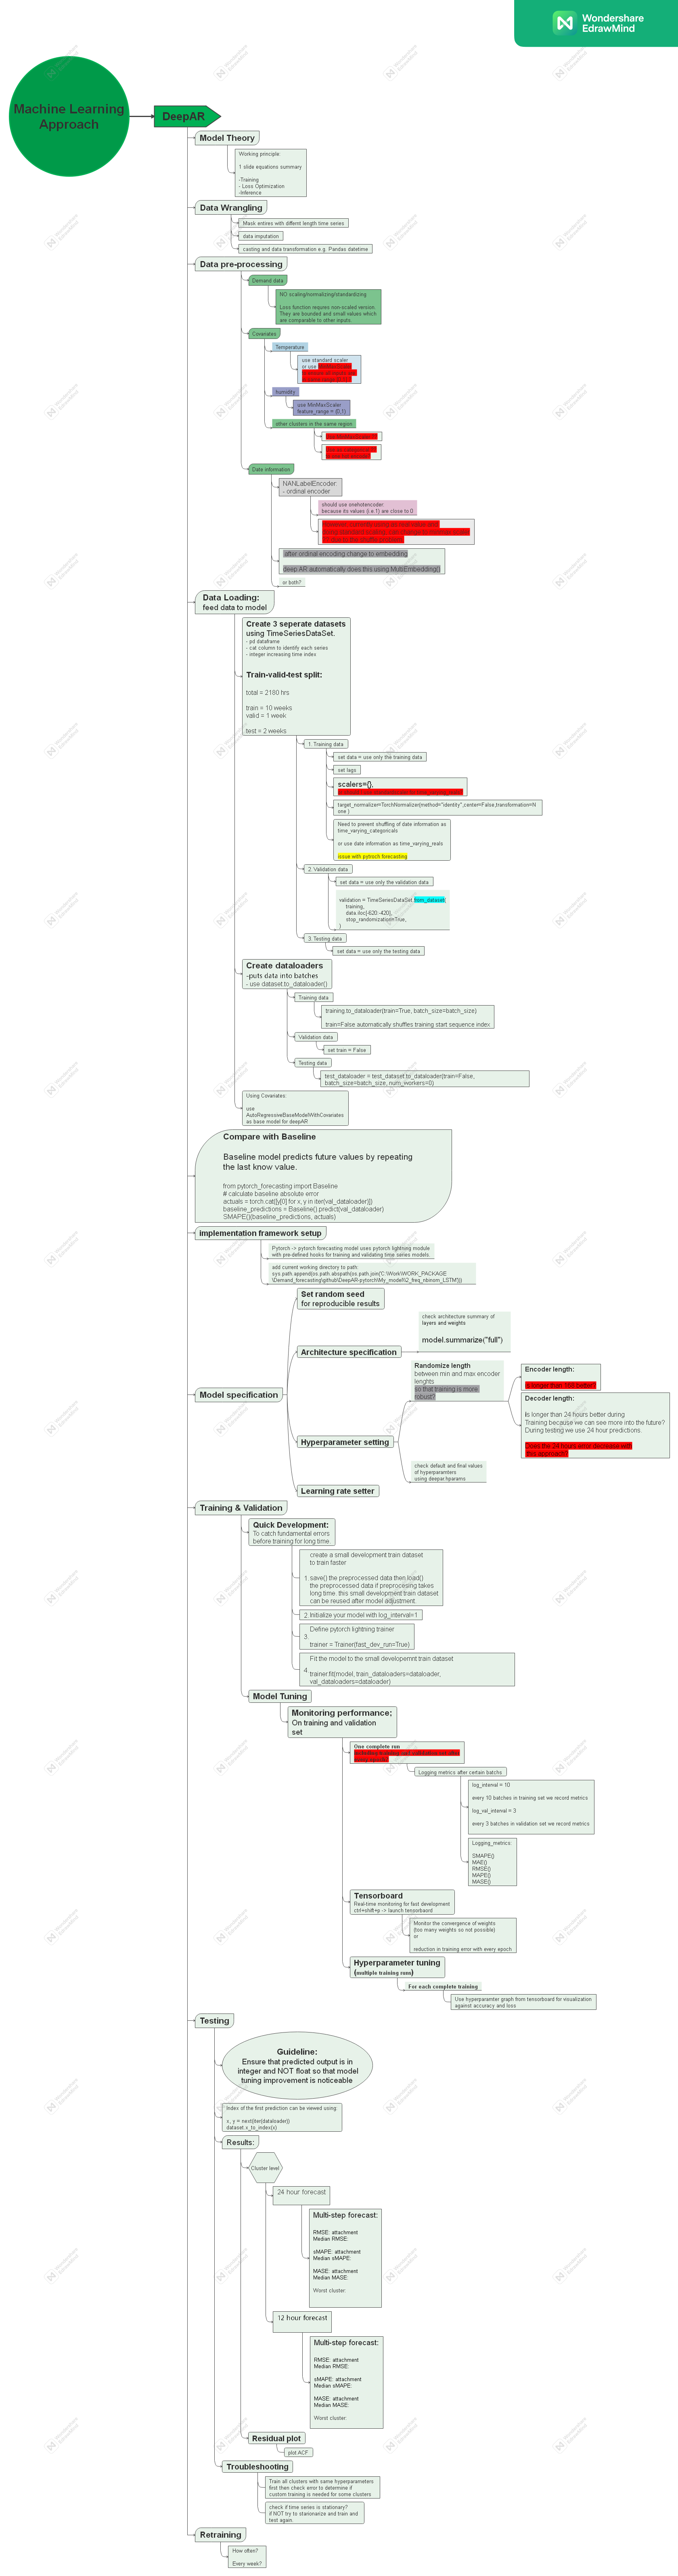 Wondershare
EdrawMind
Machine Learning
Approach
DeepAR
Model Theory
Working principle:
1 slide equations summary
-Training
- Loss Optimization
-Inference
Data Wrangling
Mask entires with differnt length time series
data imputation
casting and data transformation e.g. Pandas datetime
Data pre-processing
Demand data
NO scaling/normalizing/standardizing
Loss function requires non-scaled version.
They are bounded and small values which
are comparable to other inputs.
Covariates
Temperature
use standard scaler
or use MinMaxScaler
humidity
use MinMaxScaler
feature_range = (0,1)
other clusters in the same region
Date information
NANLabelEncoder:
- ordinal encoder
should use onehotencoder:
because its values (i.e.1) are close to 0
after ordinal encoding change to embedding
deep AR automatically does this using MultiEmbedding()
or both?
Data Loading:
feed data to model
Create 3 seperate datasets
using TimeSeriesDataSet.
- pd dataframe
- cat column to identify each series
- integer increasing time index
Train-valid-test split:
total = 2180 hrs
train = 10 weeks
valid = 1 week
test = 2 weeks
1. Training data
set data = use only the training data
set lags
scalers={},
target_normalizer=TorchNormalizer(method="identity",center=False,transformation=N
one )
Need to prevent shuffling of date information as
time_varying_categoricals
or use date information as time_varying_reals
issue with pytroch forecasting
2. Validation data
set data = use only the validation data
validation = TimeSeriesDataSet.from_dataset(
training,
data.iloc[-620:-420],
stop_randomization=True,
)
3. Testing data
set data = use only the testing data
Create dataloaders
-puts data into batches
- use dataset.to_dataloader()
Training data
training.to_dataloader(train=True, batch_size=batch_size)
train=False automatically shuffles training start sequence index
Validation data
set train = False
Testing data
test_dataloader = test_dataset.to_dataloader(train=False,
batch_size=batch_size, num_workers=0)
Using Covariates:
use
AutoRegressiveBaseModelWithCovariates
as base model for deepAR
Compare with Baseline
Baseline model predicts future values by repeating
the last know value.
from pytorch_forecasting import Baseline
# calculate baseline absolute error
actuals = torch.cat([y[0] for x, y in iter(val_dataloader)])
baseline_predictions = Baseline().predict(val_dataloader)
SMAPE()(baseline_predictions, actuals)
implementation framework setup
Pytorch -> pytorch forecasting model uses pytorch lightning module
with pre-defined hooks for training and validating time series models.
add current working directory to path:
sys.path.append(os.path.abspath(os.path.join('C:\Work\WORK_PACKAGE
\Demand_forecasting\github\DeepAR-pytorch\My_model\2_freq_nbinom_LSTM')))
Model specification
Set random seed
for reproducible results
Architecture specification
check architecture summary of
layers and weights
model.summarize("full")
Hyperparameter setting
Randomize length
between min and max encoder
lenghts
so that training is more
robust?
Encoder length:
Decoder length:
Is longer than 24 hours better during
Training because we can see more into the future?
During testing we use 24 hour predictions.
check default and final values
of hyperparamters
using deepar.hparams
Learning rate setter
Training & Validation
Quick Development:
To catch fundamental errors
before training for long time.
1.
create a small development train dataset
to train faster
save() the preprocessed data then load()
the preprocessed data if preprocesing takes
long time. this small development train dataset
can be reused after model adjustment.
2. Initialize your model with log_interval=1
3.
Define pytorch lightning trainer
trainer = Trainer(fast_dev_run=True)
4.
Fit the model to the small developemnt train dataset
trainer.fit(model, train_dataloaders=dataloader,
val_dataloaders=dataloader)
Model Tuning
Monitoring performance;
On training and validation
set
One complete run
Logging metrics after certain batchs
log_interval = 10
every 10 batches in training set we record metrics
log_val_interval = 3
every 3 batches in validation set we record metrics
Logging_metrics:
SMAPE()
MAE()
RMSE()
MAPE()
MASE()
Tensorboard
Real-time monitoring for fast development
ctrl+shift+p -> launch tensorbaord
Monitor the convergence of weights
(too many weights so not possible)
or
reduction in training error with every epoch
Hyperparameter tuning
(multiple training runs)
For each complete training
Use hyperparamter graph from tensorboard for visualization
against accuracy and loss
Testing
Guideline:
Ensure that predicted output is in
integer and NOT float so that model
tuning improvement is noticeable
Index of the first prediction can be viewed using:
x, y = next(iter(dataloader))
dataset.x_to_index(x)
Results:
Cluster level
24 hour forecast
Multi-step forecast:
RMSE: attachment
Median RMSE:
sMAPE: attachment
Median sMAPE:
MASE: attachment
Median MASE:
Worst cluster:
12 hour forecast
Multi-step forecast:
RMSE: attachment
Median RMSE:
sMAPE: attachment
Median sMAPE:
MASE: attachment
Median MASE:
Worst cluster:
Residual plot
plot ACF
Troubleshooting
Train all clusters with same hyperparameters
first then check error to determine if
custom training is needed for some clusters
check if time series is stationary?
if NOT try to starionarize and train and
test again.
Retraining
How often?
Every week?